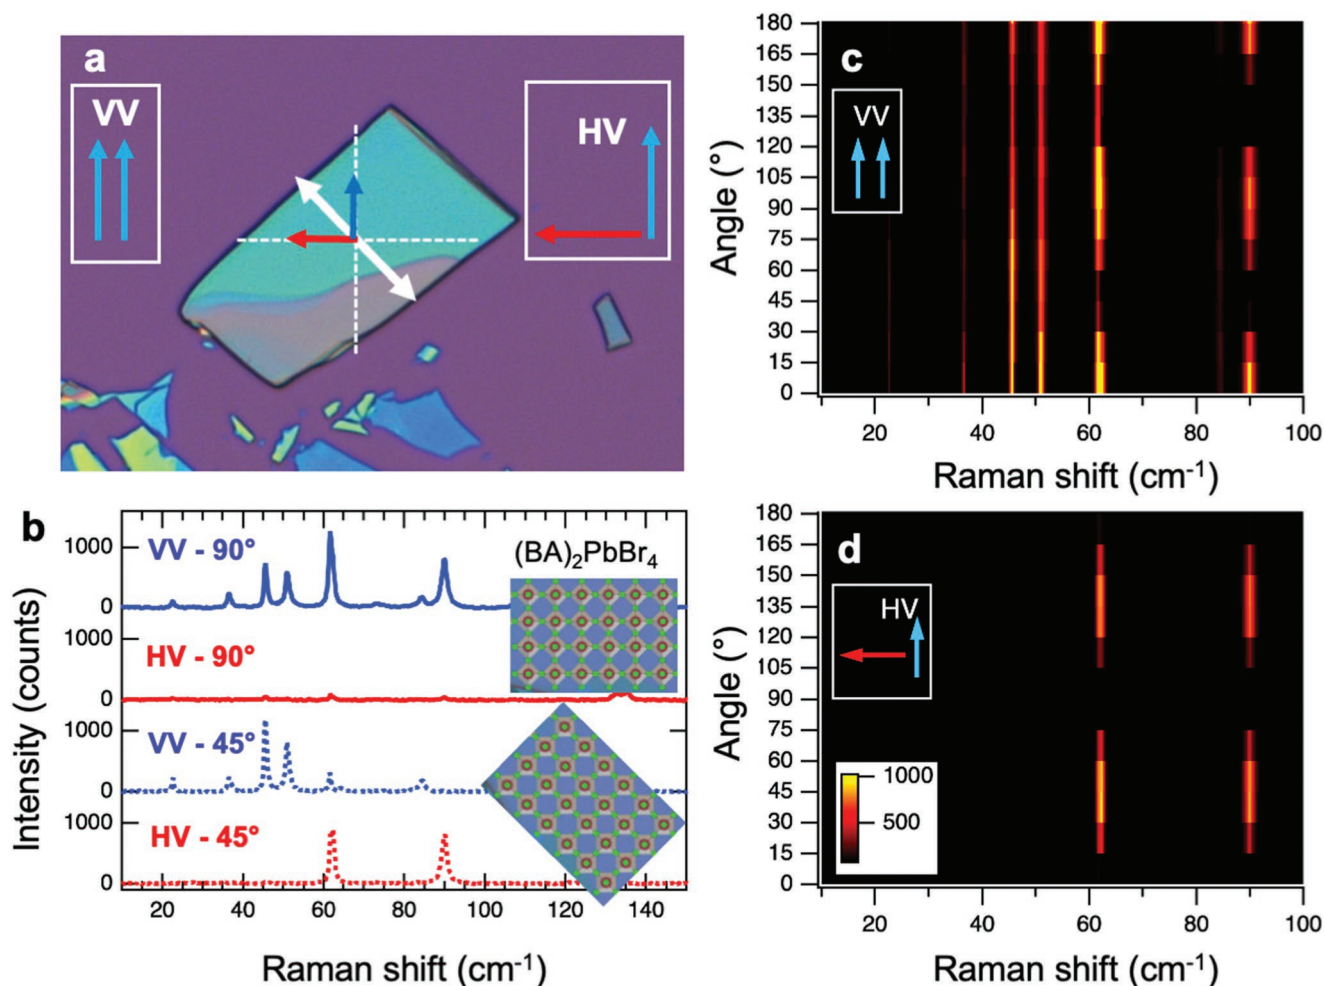 a
VV
HV
b
1000
0
1000
0
1000
0
1000
0
VV - 90°
HV - 90°
VV - 45°
HV - 45°
(BA)₂PbBr₄
Intensity (counts)
20 40 60 80 100 120 140
Raman shift (cm⁻¹)
c
VV
180
165
150
135
120
105
90
75
60
45
30
15
0
Angle (°)
20 40 60 80 100
Raman shift (cm⁻¹)
d
HV
180
165
150
135
120
105
90
75
60
45
30
15
0
Angle (°)
1000
500
20 40 60 80 100
Raman shift (cm⁻¹)